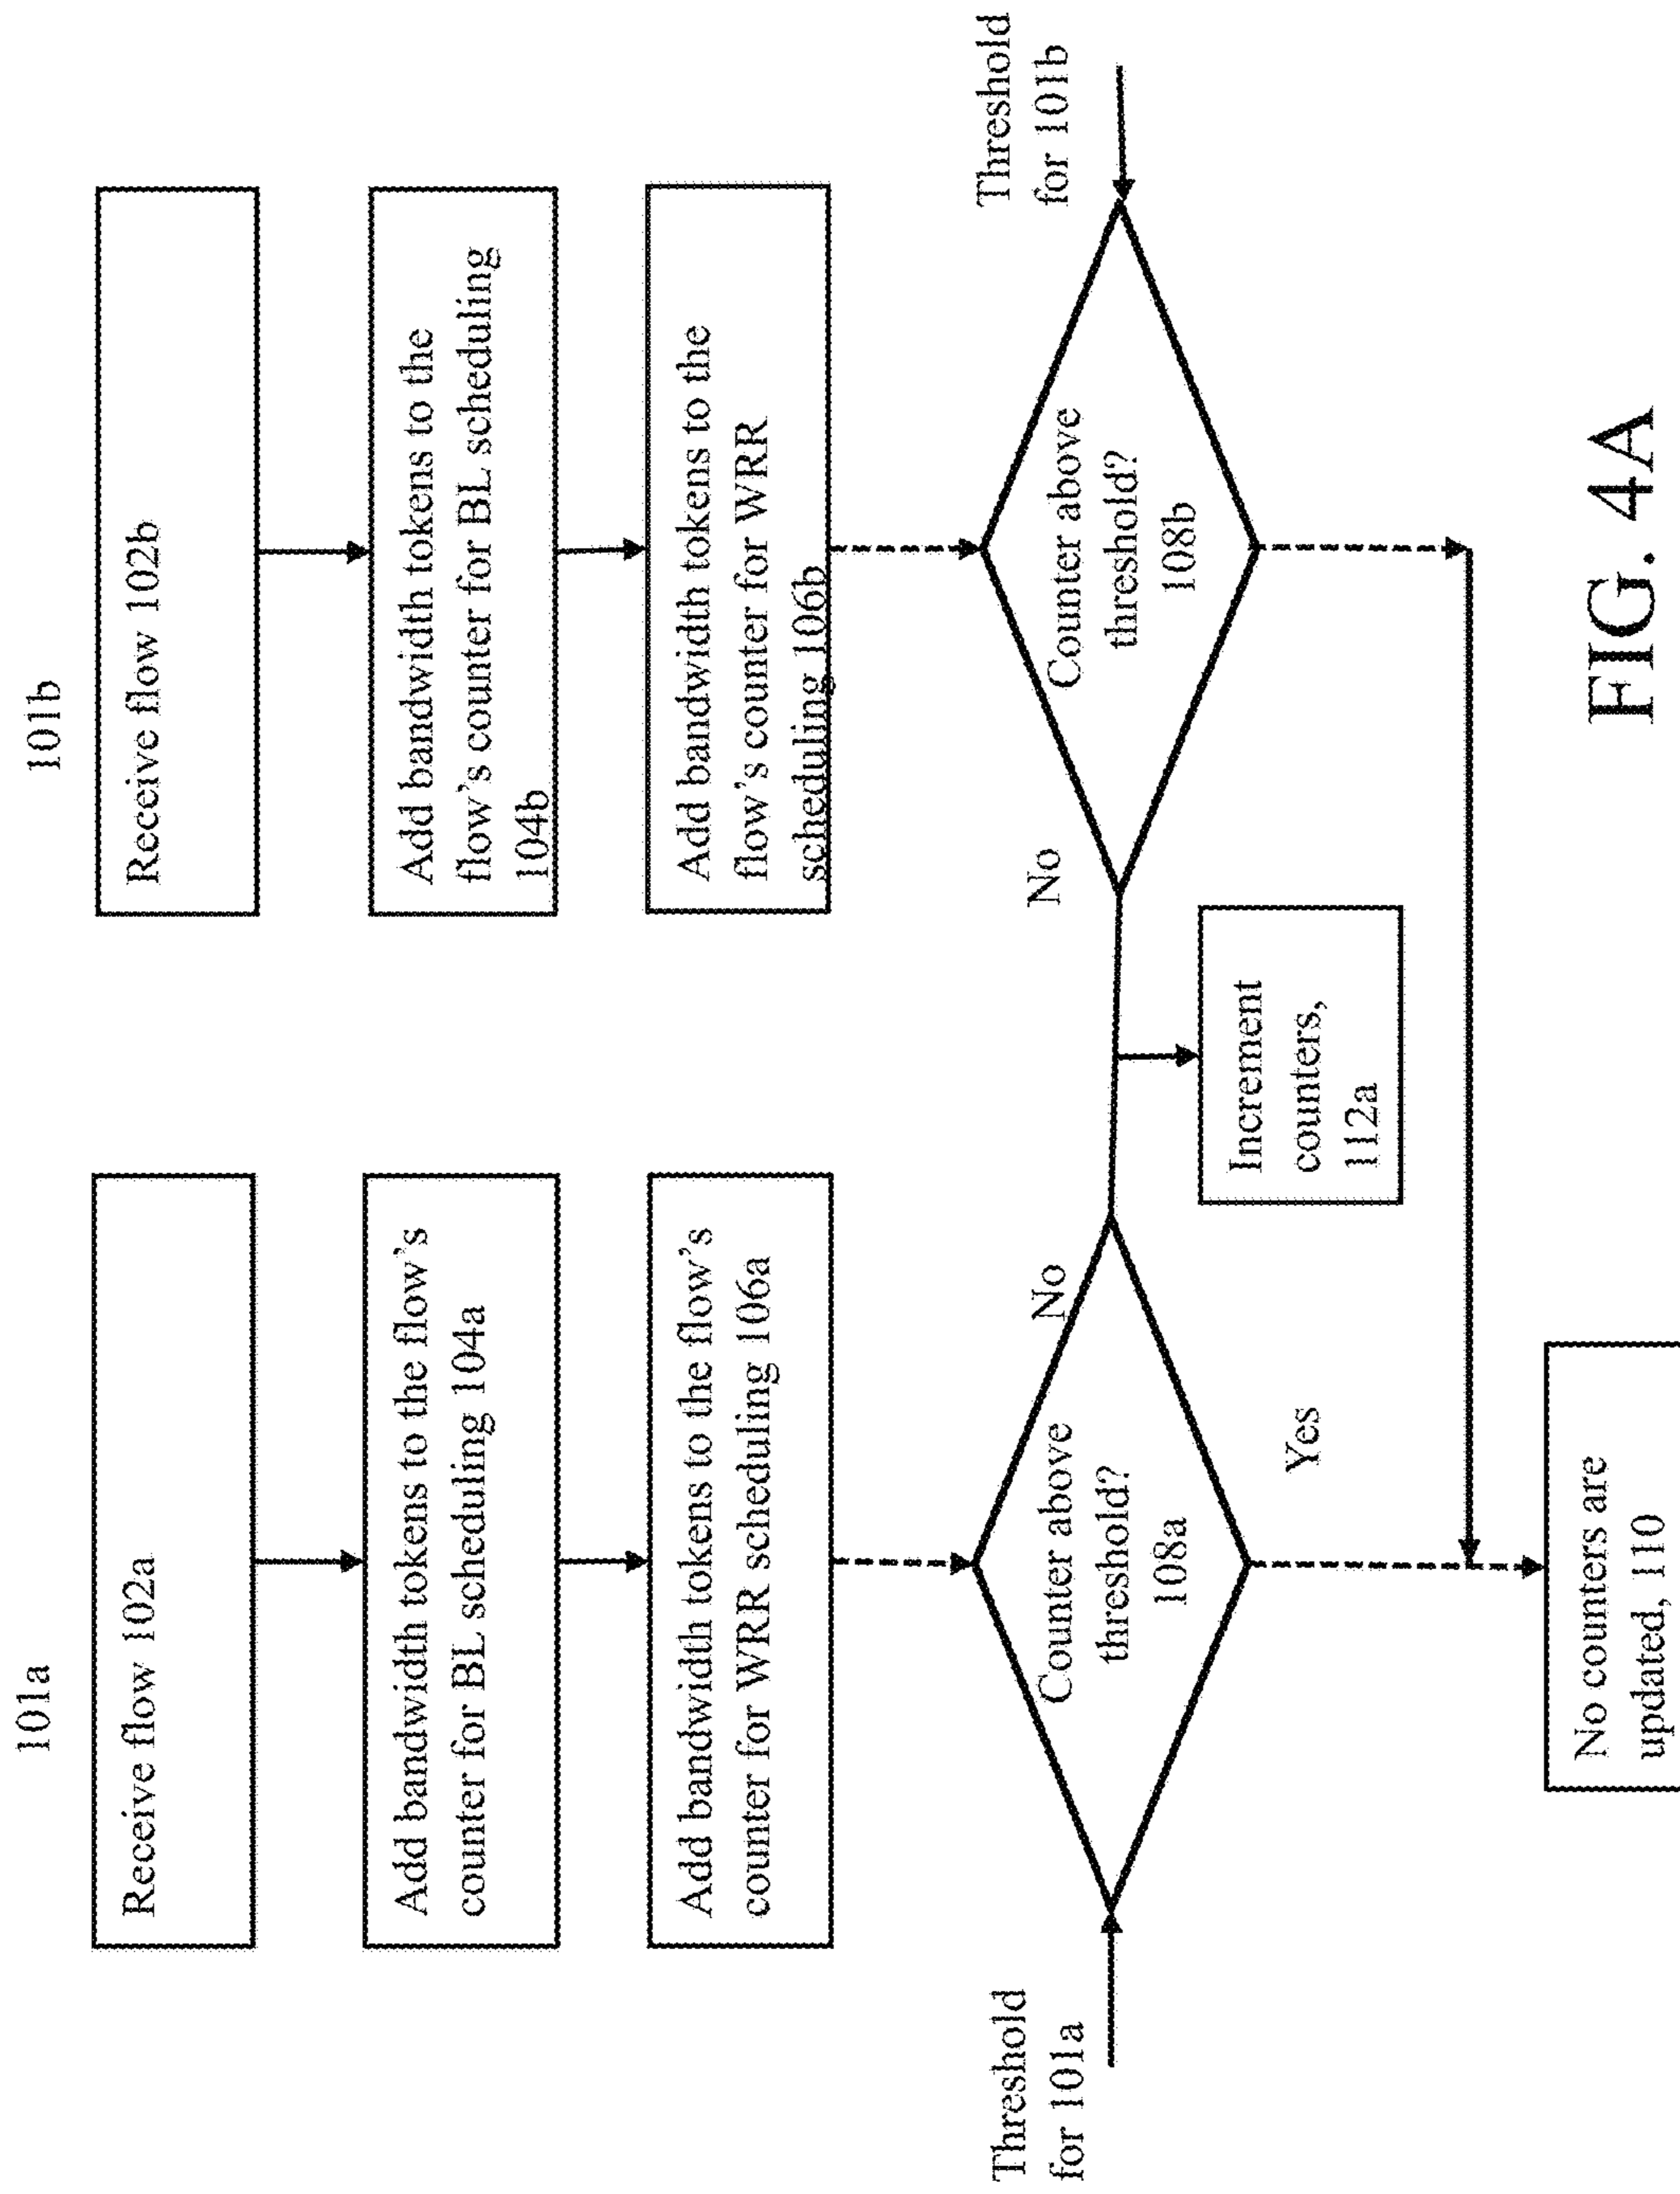 101a
Receive flow 102a
Add bandwidth tokens to the flow's
counter for BL scheduling 104a
Add bandwidth tokens to the flow's
counter for WRR scheduling 106a
Threshold
for 101a
Counter above
threshold?
108a
No
Yes
No counters are
updated, 110
Increment
counters,
112a
101b
Receive flow 102b
Add bandwidth tokens to the
flow's counter for BL scheduling
104b
Add bandwidth tokens to the
flow's counter for WRR
scheduling 106b
No
Counter above
threshold?
108b
Threshold
for 101b
FIG. 4A